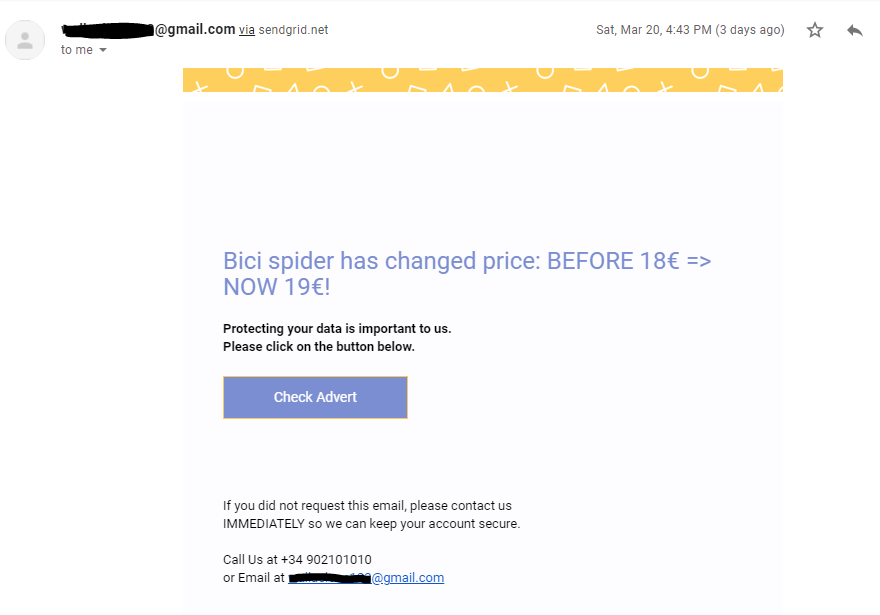 @gmail.com via sendgrid.net
Sat, Mar 20, 4:43 PM (3 days ago)
to me
Bici spider has changed price: BEFORE 18€ =>
NOW 19€!
Protecting your data is important to us.
Please click on the button below.
Check Advert
If you did not request this email, please contact us
IMMEDIATELY so we can keep your account secure.
Call Us at +34 902101010
or Email at @gmail.com